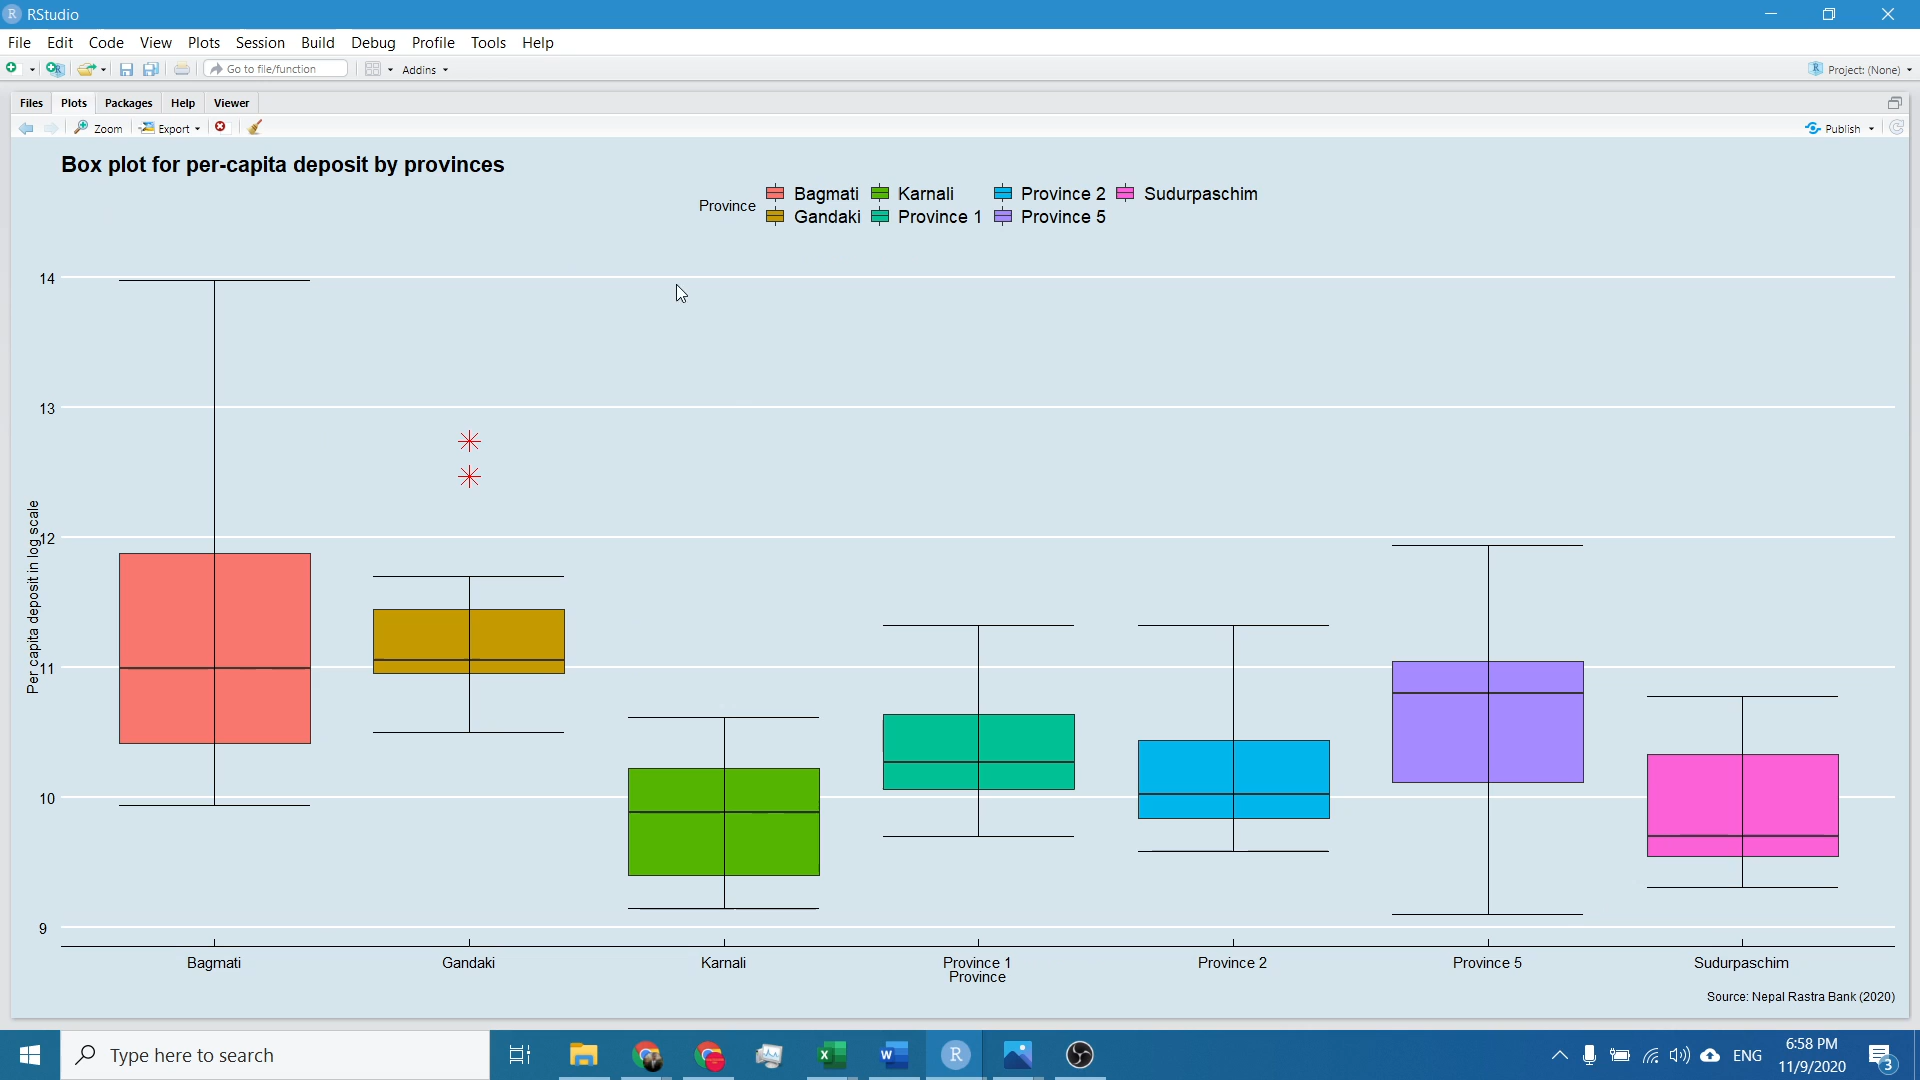 R RStudio
File Edit Code View Plots Session Build Debug Profile Tools Help
Go to file/function Addins R Project: (None)
Files Plots Packages Help Viewer
Zoom Export Publish
Box plot for per-capita deposit by provinces
Province Bagmati Karnali Province 2 Sudurpaschim
Gandaki Province 1 Province 5
14
13
12
11
10
9
Per capita deposit in log scale
Bagmati Gandaki Karnali Province 1 Province 2 Province 5 Sudurpaschim
Province
Source: Nepal Rastra Bank (2020)
Type here to search X W R ENG 6:58 PM 3
11/9/2020